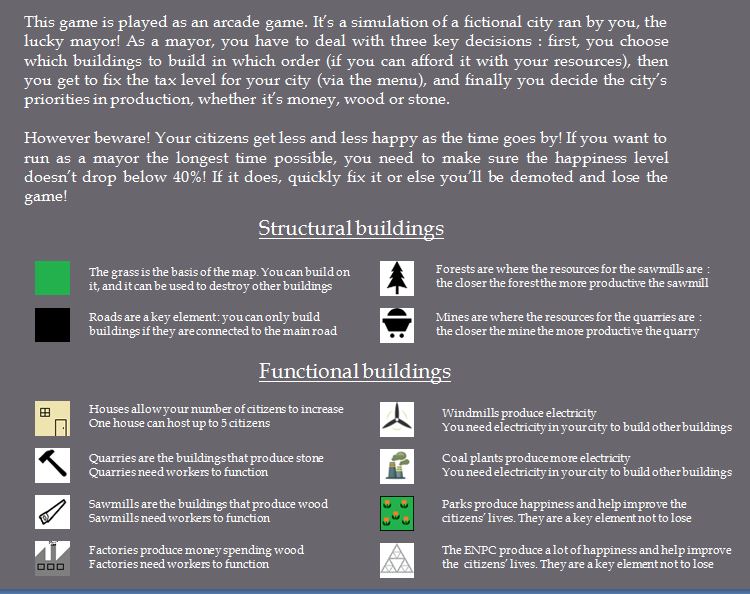 This game is played as an arcade game. It's a simulation of a fictional city ran by you, the
lucky mayor! As a mayor, you have to deal with three key decisions : first, you choose
which buildings to build in which order (if you can afford it with your resources), then
you get to fix the tax level for your city (via the menu), and finally you decide the city's
priorities in production, whether it's money, wood or stone.
However beware! Your citizens get less and less happy as the time goes by! If you want to
run as a mayor the longest time possible, you need to make sure the happiness level
doesn't drop below 40%! If it does, quickly fix it or else you'll be demoted and lose the
game!
Structural buildings
The grass is the basis of the map. You can build on
it, and it can be used to destroy other buildings
Forests are where the resources for the sawmills are :
the closer the forest the more productive the sawmill
Roads are a key element: you can only build
buildings if they are connected to the main road
Mines are where the resources for the quarries are :
the closer the mine the more productive the quarry
Functional buildings
Houses allow your number of citizens to increase
One house can host up to 5 citizens
Windmills produce electricity
You need electricity in your city to build other buildings
Quarries are the buildings that produce stone
Quarries need workers to function
Coal plants produce more electricity
You need electricity in your city to build other buildings
Sawmills are the buildings that produce wood
Sawmills need workers to function
Parks produce happiness and help improve the
citizens' lives. They are a key element not to lose
Factories produce money spending wood
Factories need workers to function
The ENPC produce a lot of happiness and help improve
the citizens' lives. They are a key element not to lose